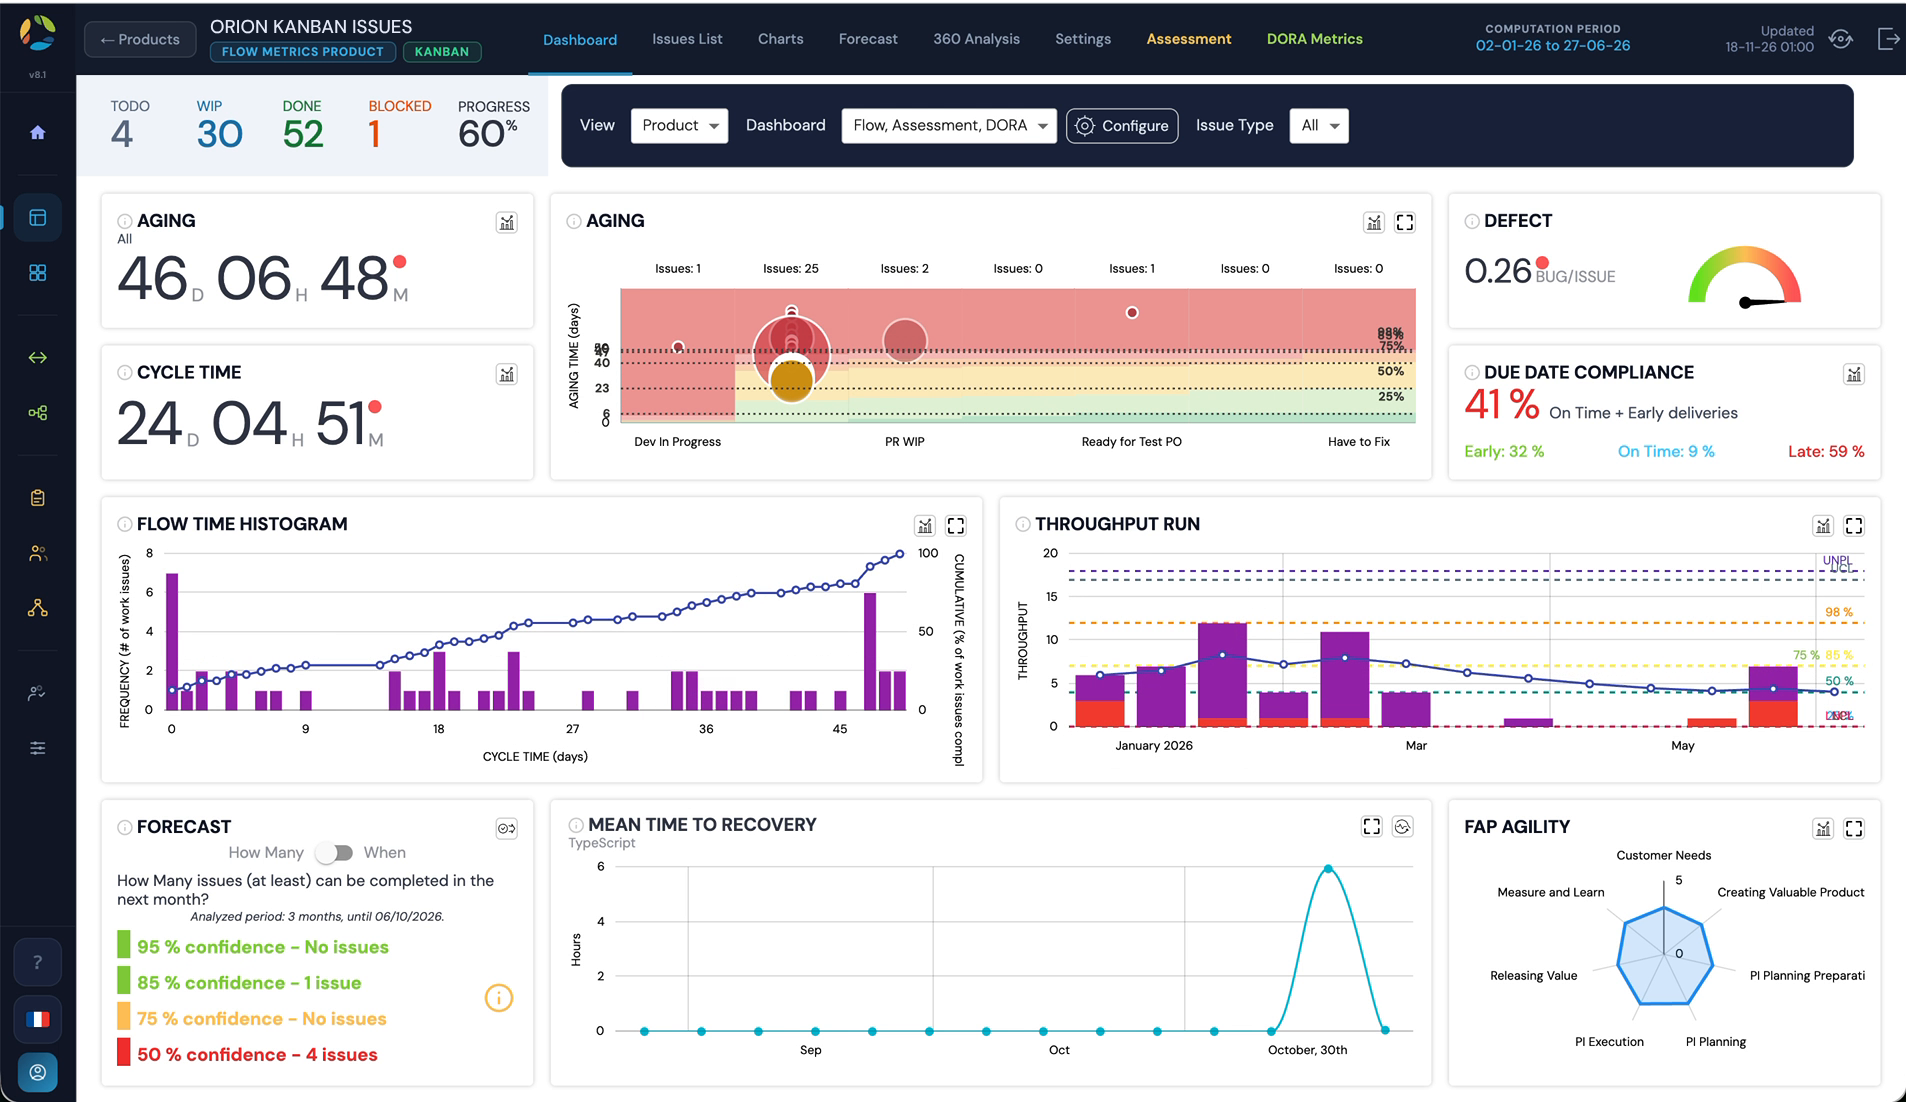 ← Products
ORION KANBAN ISSUES
FLOW METRICS PRODUCT
KANBAN
Dashboard
Issues List
Charts
Forecast
360 Analysis
Settings
Assessment
DORA Metrics
COMPUTATION PERIOD
02-01-26 to 27-06-26
Updated
18-11-26 01:00
v8.1
TODO
4
WIP
30
DONE
52
BLOCKED
1
PROGRESS
60%
View
Product
Dashboard
Flow, Assessment, DORA
Configure
Issue Type
All
AGING
All
46 D 06 H 48 M
CYCLE TIME
24 D 04 H 51 M
AGING
Issues: 1
Issues: 25
Issues: 2
Issues: 0
Issues: 1
Issues: 0
Issues: 0
AGING TIME (days)
40
23
6
0
98%
75%
50%
25%
Dev In Progress
PR WIP
Ready for Test PO
Have to Fix
DEFECT
0.26 BUG/ISSUE
DUE DATE COMPLIANCE
41 % On Time + Early deliveries
Early: 32 %
On Time: 9 %
Late: 59 %
FLOW TIME HISTOGRAM
FREQUENCY (# of work issues)
8
6
4
2
0
100
50
0
CUMULATIVE (% of work issues compl
0
9
18
27
36
45
CYCLE TIME (days)
THROUGHPUT RUN
THROUGHPUT
20
15
10
5
0
UNPL
UCL
98 %
75 %
85 %
50 %
January 2026
Mar
May
FORECAST
How Many
When
How Many issues (at least) can be completed in the
next month?
Analyzed period: 3 months, until 06/10/2026.
95 % confidence - No issues
85 % confidence - 1 issue
75 % confidence - No issues
50 % confidence - 4 issues
MEAN TIME TO RECOVERY
TypeScript
Hours
6
4
2
0
Sep
Oct
October, 30th
FAP AGILITY
Customer Needs
5
Measure and Learn
Creating Valuable Product
0
Releasing Value
PI Planning Preparati
PI Execution
PI Planning
?